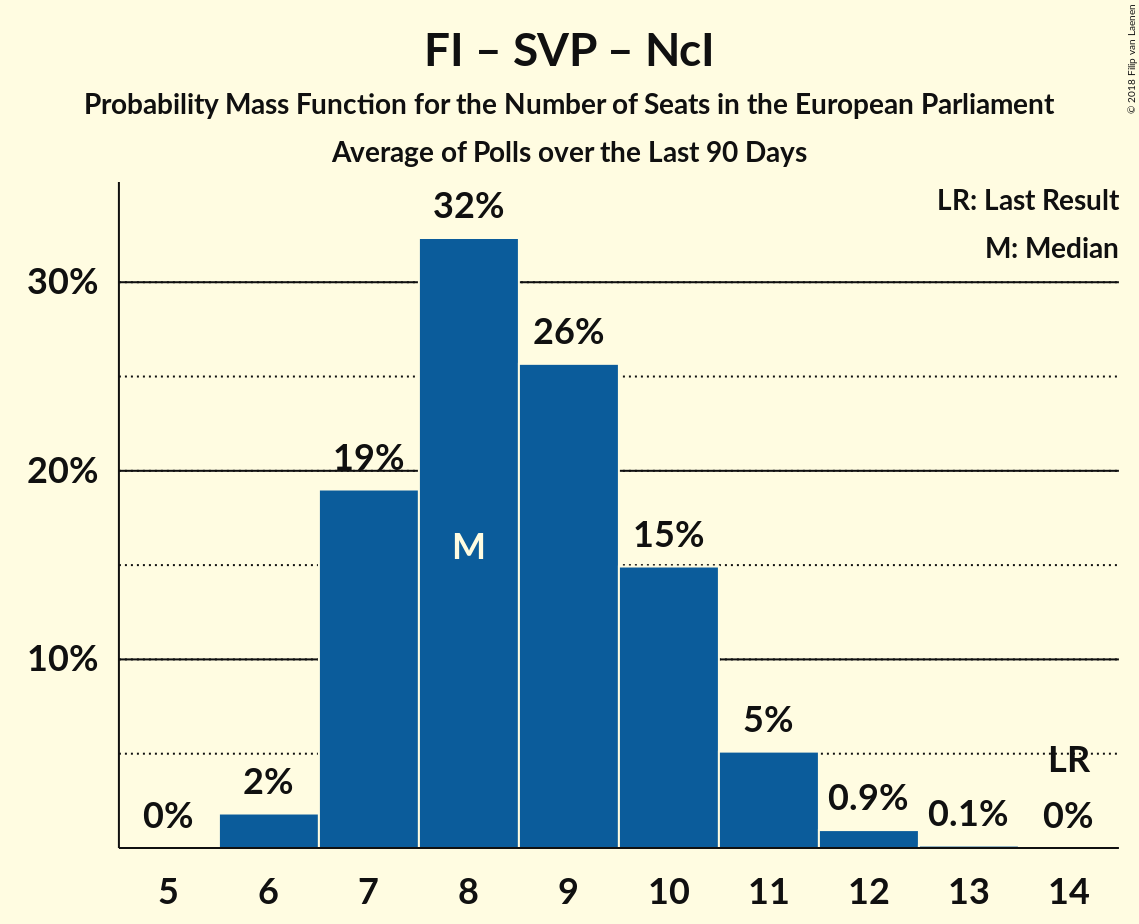 FI – SVP – NcI
Probability Mass Function for the Number of Seats in the European Parliament
Average of Polls over the Last 90 Days
© 2018 Filip van Laenen
LR: Last Result
M: Median
30%
20%
10%
0%
2%
19%
32%
M
26%
15%
5%
0.9%
0.1%
LR
0%
5 6 7 8 9 10 11 12 13 14